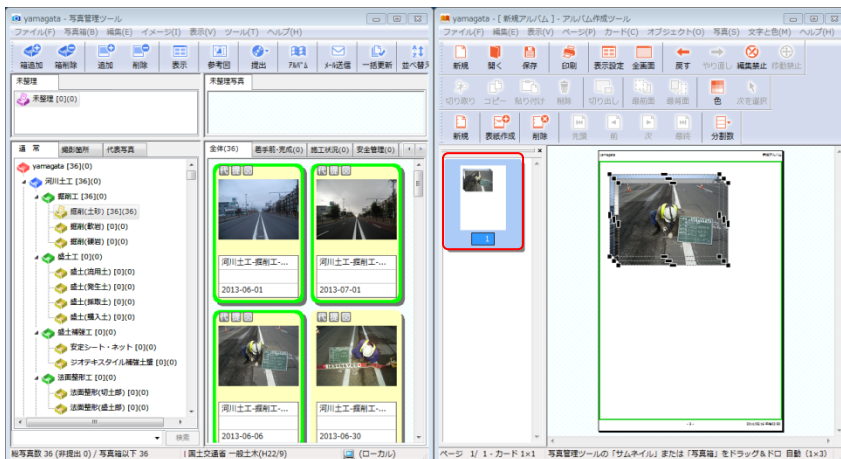 yamagata - 写真管理ツール
ファイル(F) 写真箱(B) 編集(E) イメージ(I) 表示(V) ツール(T) ヘルプ(H)
箱追加 箱削除 追加 削除 表示 参考図 提出 ｱﾙﾊﾞﾑ ﾒｰﾙ送信 一括更新 並べ替え
未整理
未整理 [0](0)
未整理写真
通 常 撮影箇所 代表写真
yamagata [36](0)
河川土工 [36](0)
掘削工 [36](0)
掘削(土砂) [36](36)
掘削(軟岩) [0](0)
掘削(硬岩) [0](0)
盛土工 [0](0)
盛土(流用土) [0](0)
盛土(発生土) [0](0)
盛土(採取土) [0](0)
盛土(購入土) [0](0)
盛土補強工 [0](0)
安定シート・ネット [0](0)
ジオテキスタイル補強土壁 [0](0)
法面整形工 [0](0)
法面整形(切土部) [0](0)
法面整形(盛土部) [0](0)
検索
全体(36) 着手前-完成(0) 施工状況(0) 安全管理(0)
河川土工-掘削工-...
2013-06-01
河川土工-掘削工-...
2013-07-01
河川土工-掘削工-...
2013-06-06
河川土工-掘削工-...
2013-06-30
総写真数 36 (非提出 0) / 写真箱以下 36 国土交通省 一般土木(H22/9) (ローカル)
yamagata - [ 新規アルバム ] - アルバム作成ツール
ファイル(F) 編集(E) 表示(V) ページ(P) カード(C) オブジェクト(O) 写真(S) 文字と色(M) ヘルプ(H)
新規 開く 保存 印刷 表示設定 全画面 戻す やり直し 編集禁止 移動禁止
切り取り コピー 貼り付け 削除 切り出し 最前面 最背面 色 次を選択
新規 表紙作成 削除 先頭 前 次 最終 分割数
1
yamagata
新規アルバム
- 1 -
ページ 1/ 1 - カード 1×1 写真管理ツールの「サムネイル」または「写真箱」をドラッグ&ドロ 自動 (1×3)